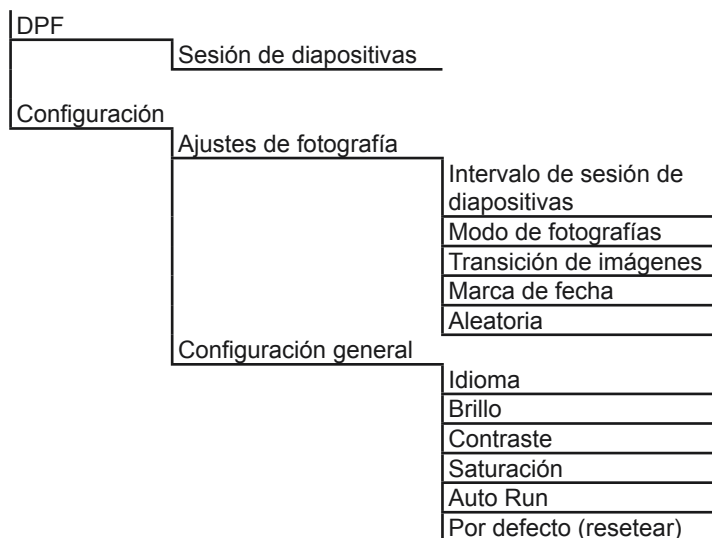 DPF
Sesión de diapositivas
Configuración
Ajustes de fotografía
Intervalo de sesión de
diapositivas
Modo de fotografías
Transición de imágenes
Marca de fecha
Aleatoria
Configuración general
Idioma
Brillo
Contraste
Saturación
Auto Run
Por defecto (resetear)